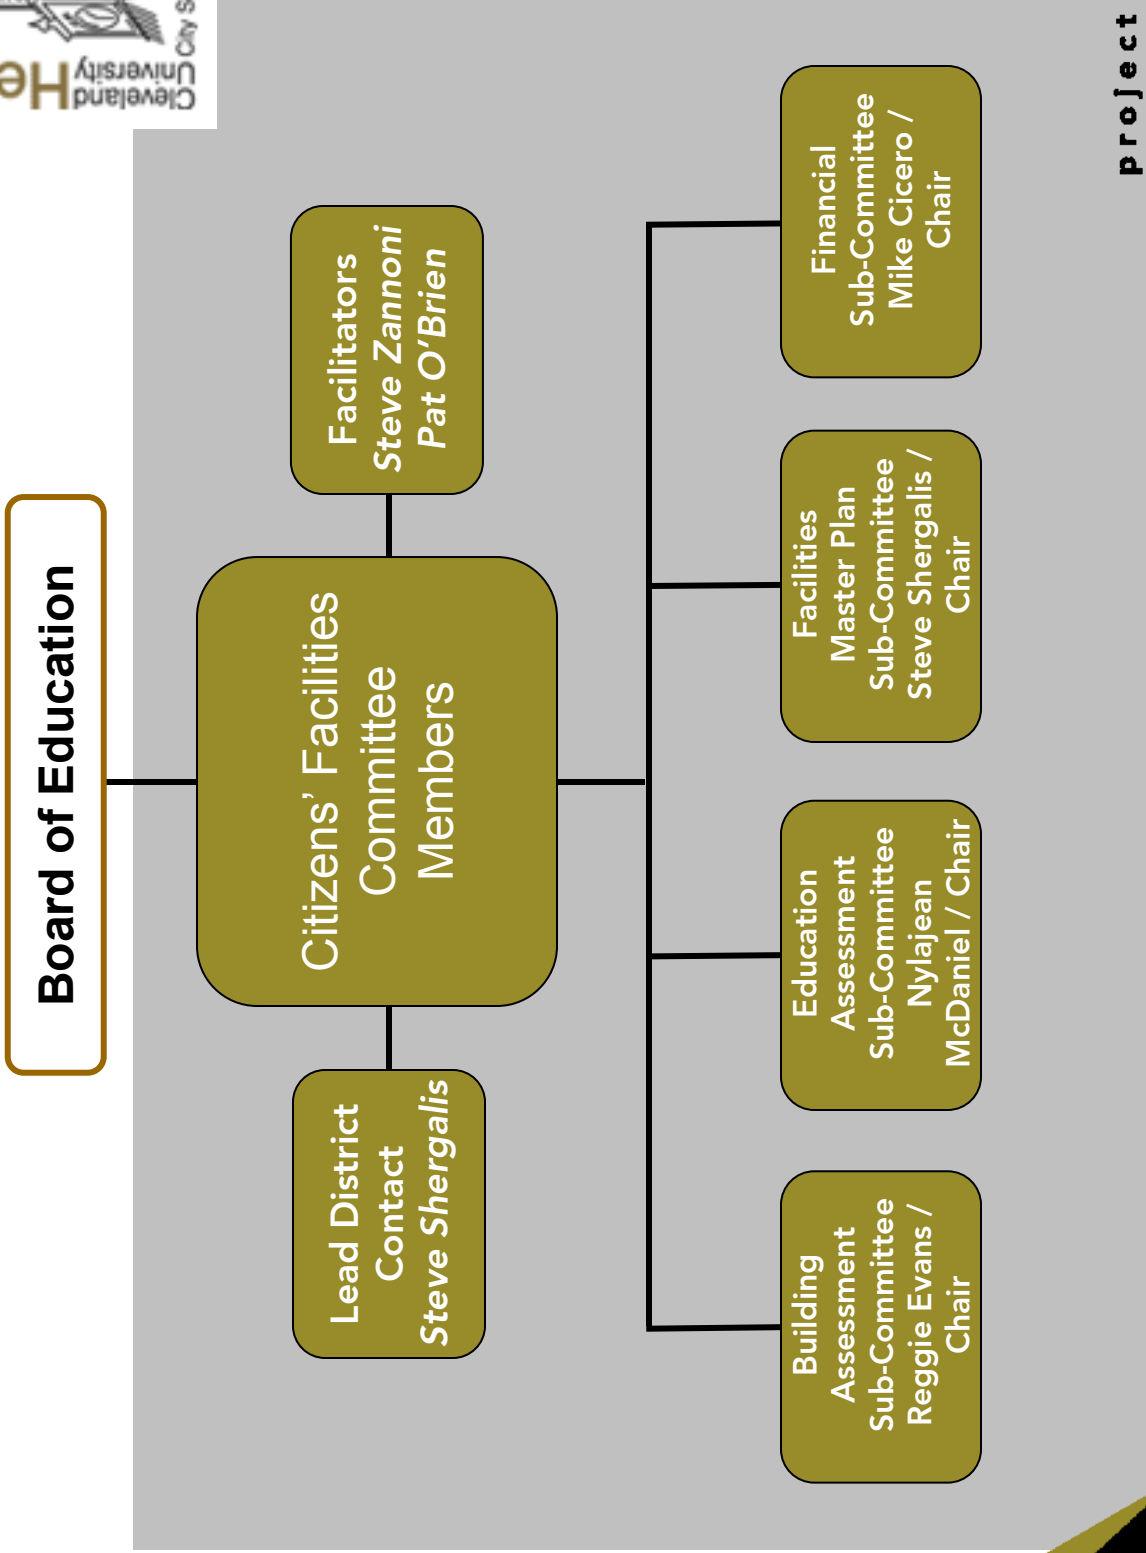 Board of Education
Cleveland
University
He
City S
Citizens’ Facilities
Committee
Members
Lead District
Contact
Steve Shergalis
Facilitators
Steve Zannoni
Pat O’Brien
Building
Assessment
Sub-Committee
Reggie Evans /
Chair
Education
Assessment
Sub-Committee
Nylajean
McDaniel / Chair
Facilities
Master Plan
Sub-Committee
Steve Shergalis /
Chair
Financial
Sub-Committee
Mike Cicero /
Chair
project